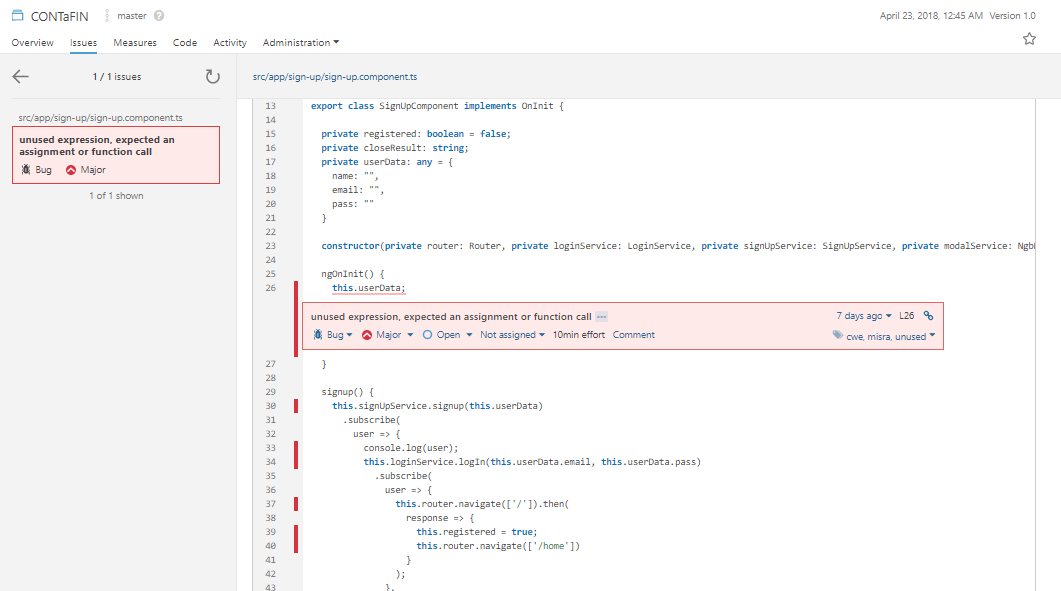 CONTaFIN master ? April 23, 2018, 12:45 AM Version 1.0
Overview Issues Measures Code Activity Administration
1 / 1 issues
src/app/sign-up/sign-up.component.ts
unused expression, expected an
assignment or function call
Bug Major
1 of 1 shown
src/app/sign-up/sign-up.component.ts
13 export class SignUpComponent implements OnInit {
14
15 private registered: boolean = false;
16 private closeResult: string;
17 private userData: any = {
18 name: "",
19 email: "",
20 pass: ""
21 }
22
23 constructor(private router: Router, private loginService: LoginService, private signUpService: SignUpService, private modalService: Ngb
24
25 ngOnInit() {
26 this.userData;
unused expression, expected an assignment or function call ... 7 days ago L26
Bug Major Open Not assigned 10min effort Comment cwe, misra, unused
27 }
28
29 signup() {
30 this.signUpService.signup(this.userData)
31 .subscribe(
32 user => {
33 console.log(user);
34 this.loginService.logIn(this.userData.email, this.userData.pass)
35 .subscribe(
36 user => {
37 this.router.navigate(['/']).then(
38 response => {
39 this.registered = true;
40 this.router.navigate(['/home'])
41 }
42 );
43 },